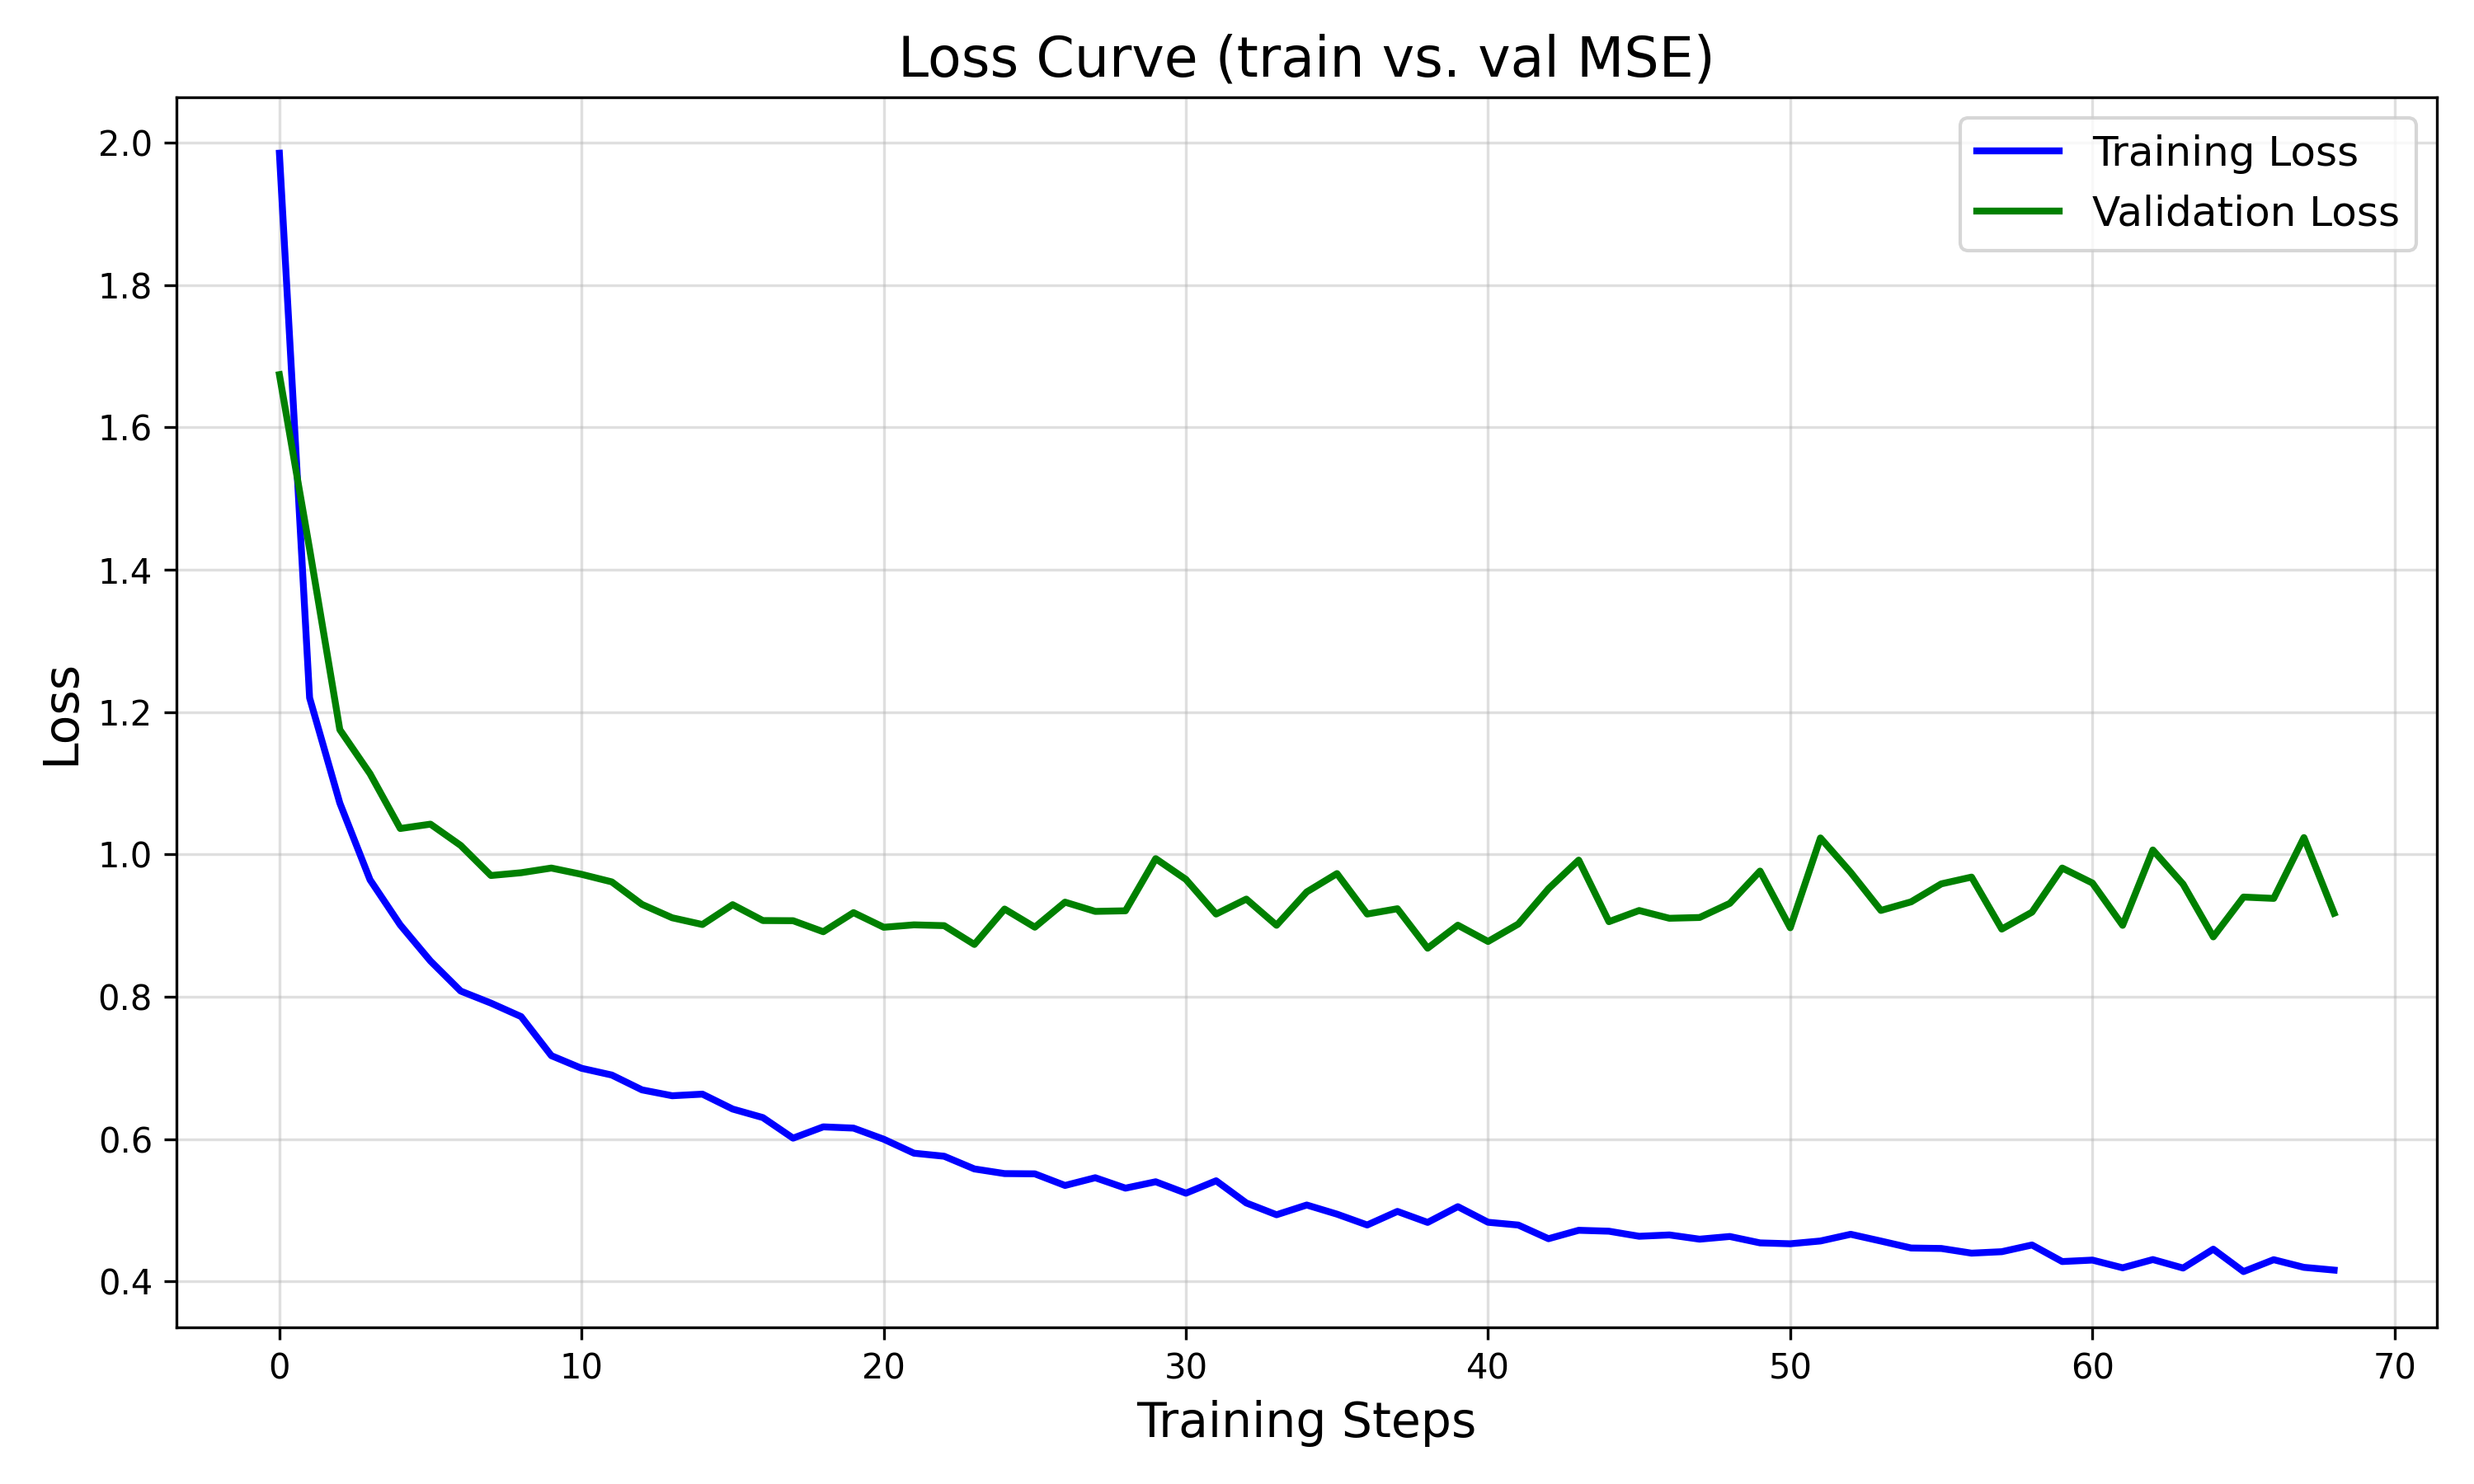 Loss Curve (train vs. val MSE)
Training Loss
Validation Loss
2.0
1.8
1.6
1.4
1.2
1.0
0.8
0.6
0.4
Loss
0 10 20 30 40 50 60 70
Training Steps